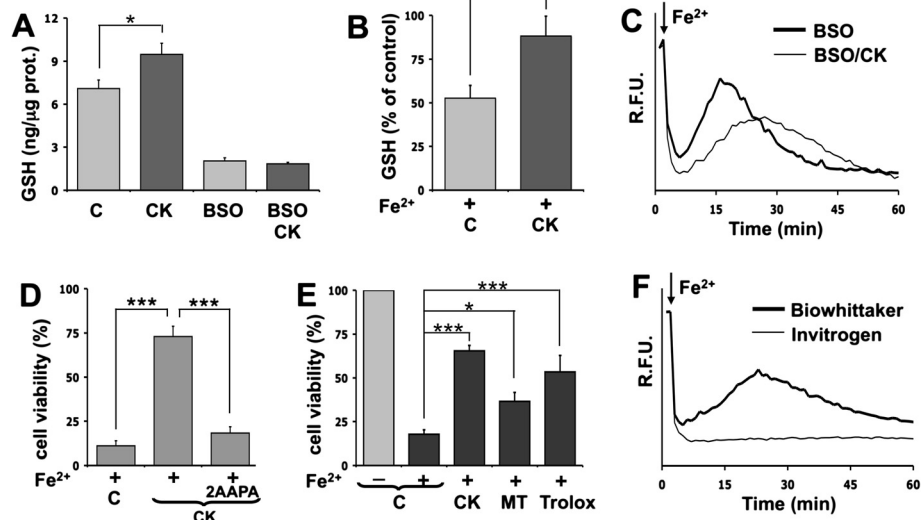 A
*
12
9
6
3
0
GSH (ng/µg prot.)
C CK BSO BSO
CK
B
100
75
50
25
0
GSH (% of control)
Fe²⁺ + +
C CK
C
Fe²⁺
BSO
BSO/CK
R.F.U.
0 15 30 45 60
Time (min)
D
*** ***
100
75
50
25
0
cell viability (%)
Fe²⁺ + + +
C 2AAPA
CK
E
***
*
***
100
75
50
25
0
cell viability (%)
Fe²⁺ − + + + +
C CK MT Trolox
F
Fe²⁺
Biowhittaker
Invitrogen
R.F.U.
0 15 30 45 60
Time (min)